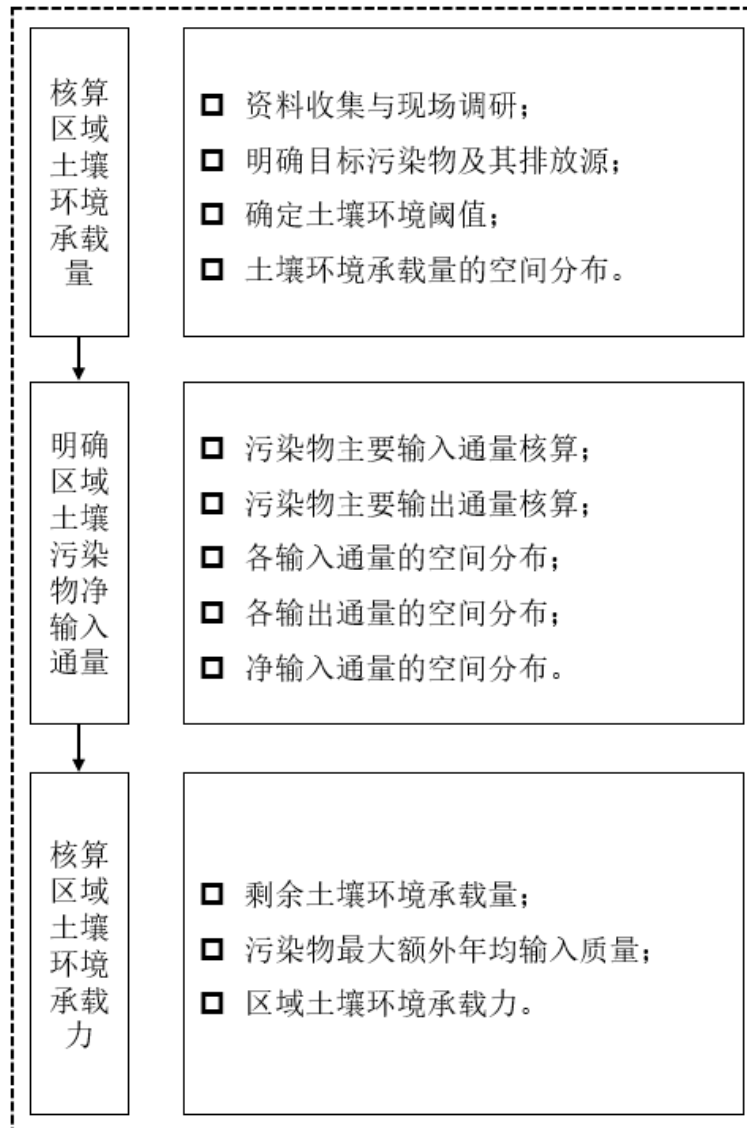 核算
区域
土壤
环境
承载
量
□ 资料收集与现场调研；
□ 明确目标污染物及其排放源；
□ 确定土壤环境阈值；
□ 土壤环境承载量的空间分布。
明确
区域
土壤
污染
物净
输入
通量
□ 污染物主要输入通量核算；
□ 污染物主要输出通量核算；
□ 各输入通量的空间分布；
□ 各输出通量的空间分布；
□ 净输入通量的空间分布。
核算
区域
土壤
环境
承载
力
□ 剩余土壤环境承载量；
□ 污染物最大额外年均输入质量；
□ 区域土壤环境承载力。